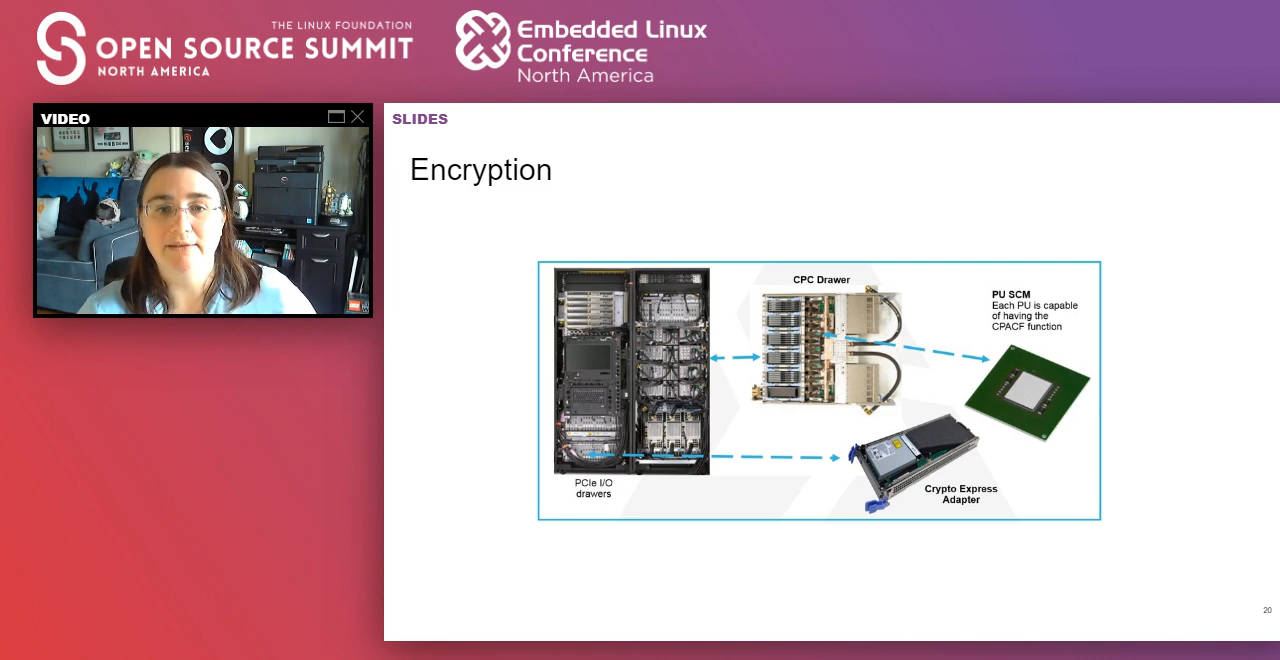 THE LINUX FOUNDATION
OPEN SOURCE SUMMIT
NORTH AMERICA
Embedded Linux
Conference
North America
VIDEO
SLIDES
Encryption
CPC Drawer
PU SCM
Each PU is capable
of having the
CPACF function
PCIe I/O
drawers
Crypto Express
Adapter
20